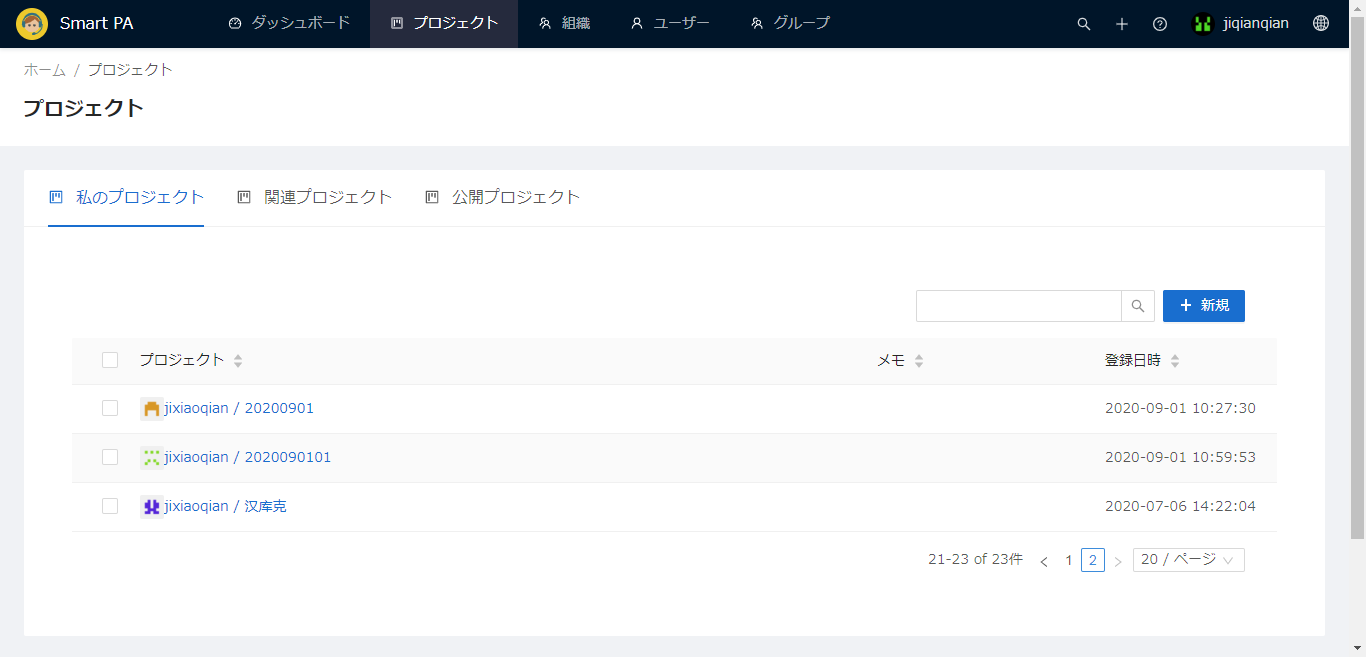 Smart PA ダッシュボード プロジェクト 組織 ユーザー グループ jiqianqian
ホーム / プロジェクト
プロジェクト
私のプロジェクト 関連プロジェクト 公開プロジェクト
+ 新規
プロジェクト メモ 登録日時
jixiaoqian / 20200901 2020-09-01 10:27:30
jixiaoqian / 2020090101 2020-09-01 10:59:53
jixiaoqian / 汉库克 2020-07-06 14:22:04
21-23 of 23件 < 1 2 > 20 / ページ